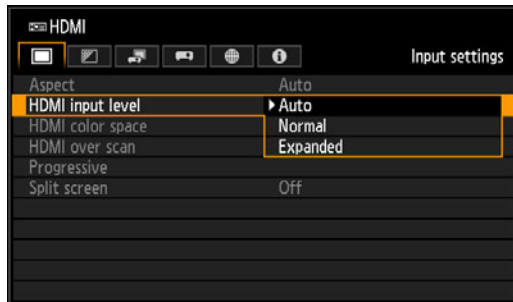 HDMI
Input settings
Aspect Auto
HDMI input level Auto
HDMI color space Normal
HDMI over scan Expanded
Progressive
Split screen Off